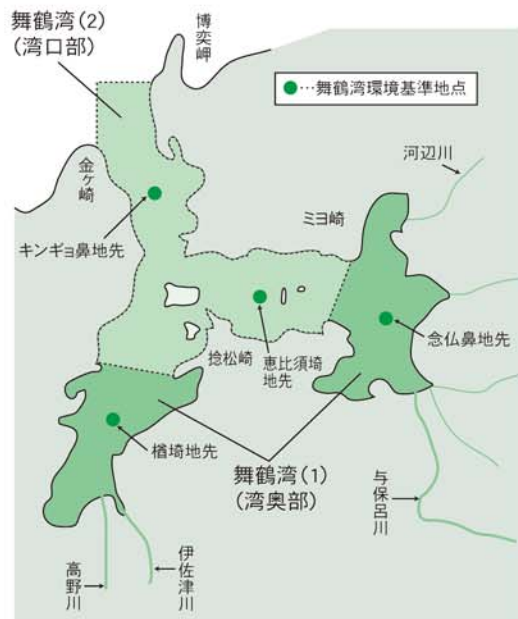 舞鶴湾(2)
(湾口部)
博奕岬
●…舞鶴湾環境基準地点
河辺川
金ヶ崎
ミヨ崎
キンギョ鼻地先
念仏鼻地先
捻松崎
恵比須埼
地先
楢埼地先
舞鶴湾(1)
(湾奥部)
与保呂川
伊佐津川
高野川